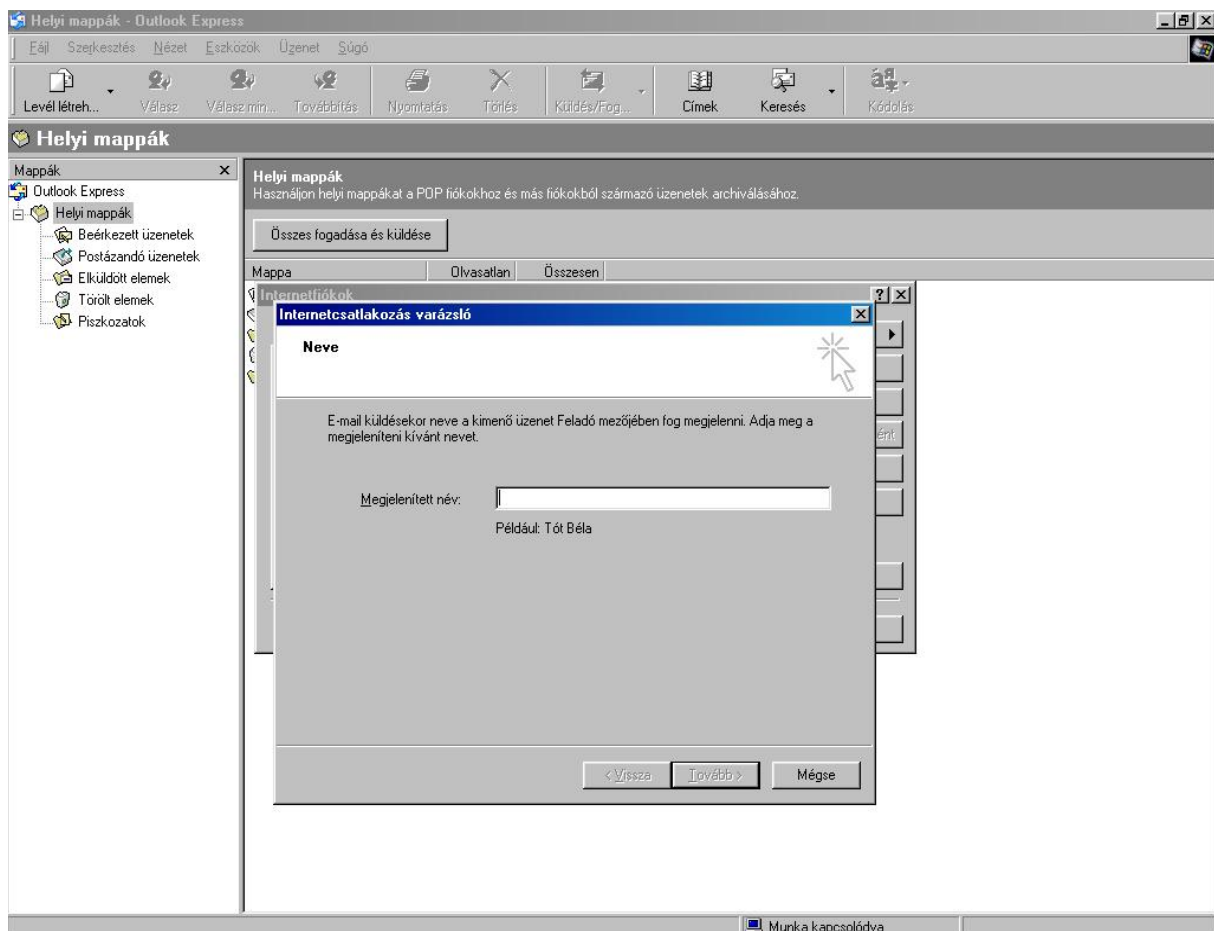 Helyi mappák - Outlook Express
Fájl Szerkesztés Nézet Eszközök Üzenet Súgó
Levél létreh... Válasz Válasz min... Továbbítás Nyomtatás Törlés Küldés/Fog... Címek Keresés Kódolás
Helyi mappák
Mappák
Outlook Express
Helyi mappák
Beérkezett üzenetek
Postázandó üzenetek
Elküldött elemek
Törölt elemek
Piszkozatok
Helyi mappák
Használjon helyi mappákat a POP fiókokhoz és más fiókokból származó üzenetek archiválásához.
Összes fogadása és küldése
Mappa Olvasatlan Összesen
Internetfiókok
Internetcsatlakozás varázsló
Neve
E-mail küldésekor neve a kimenő üzenet Feladó mezőjében fog megjelenni. Adja meg a
megjeleníteni kívánt nevet.
Megjelenített név:
Például: Tót Béla
< Vissza Tovább > Mégse
Munka kapcsolódva